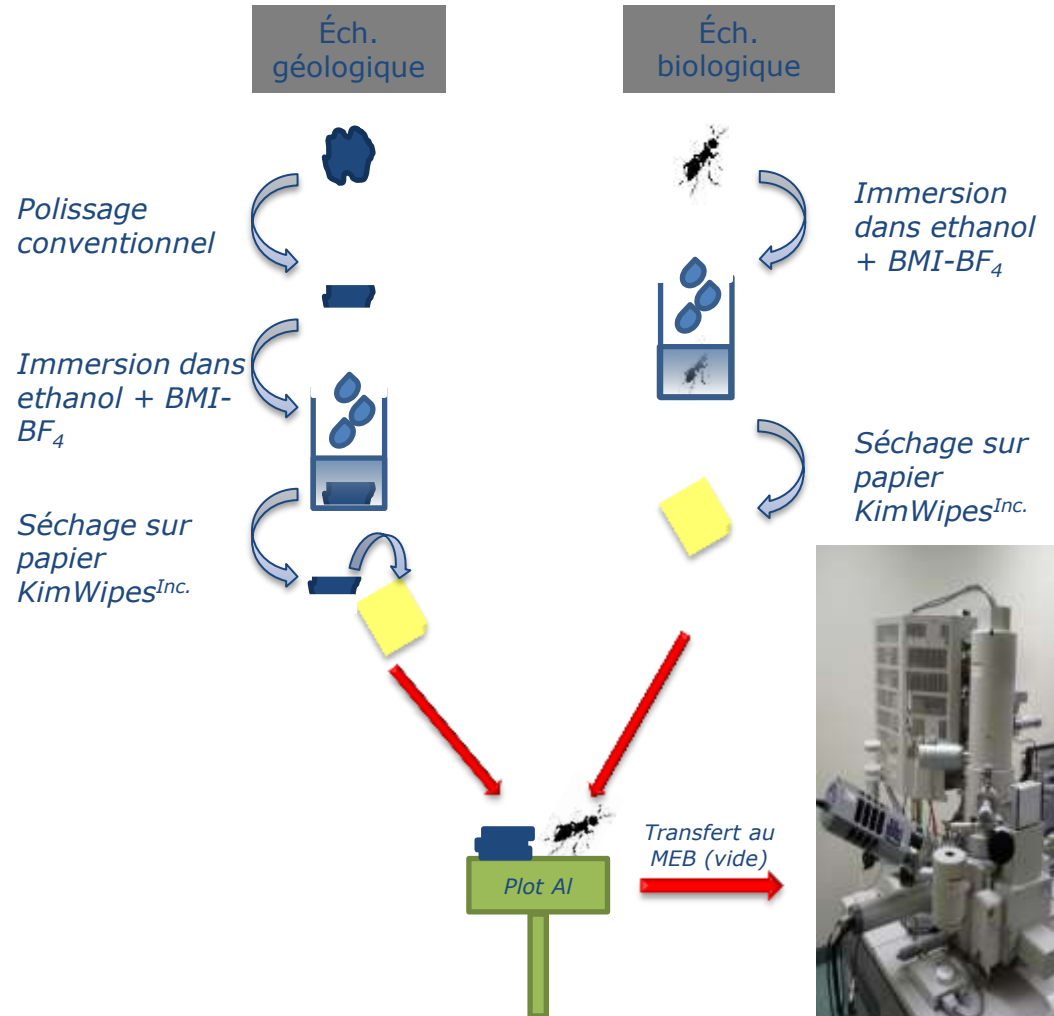 Éch.
géologique
Éch.
biologique
Polissage
conventionnel
Immersion
dans ethanol
+ BMI-BF₄
Immersion dans
ethanol + BMI-
BF₄
Séchage sur
papier
KimWipesᴵⁿᶜ·
Séchage sur
papier
KimWipesᴵⁿᶜ·
Transfert au
MEB (vide)
Plot Al